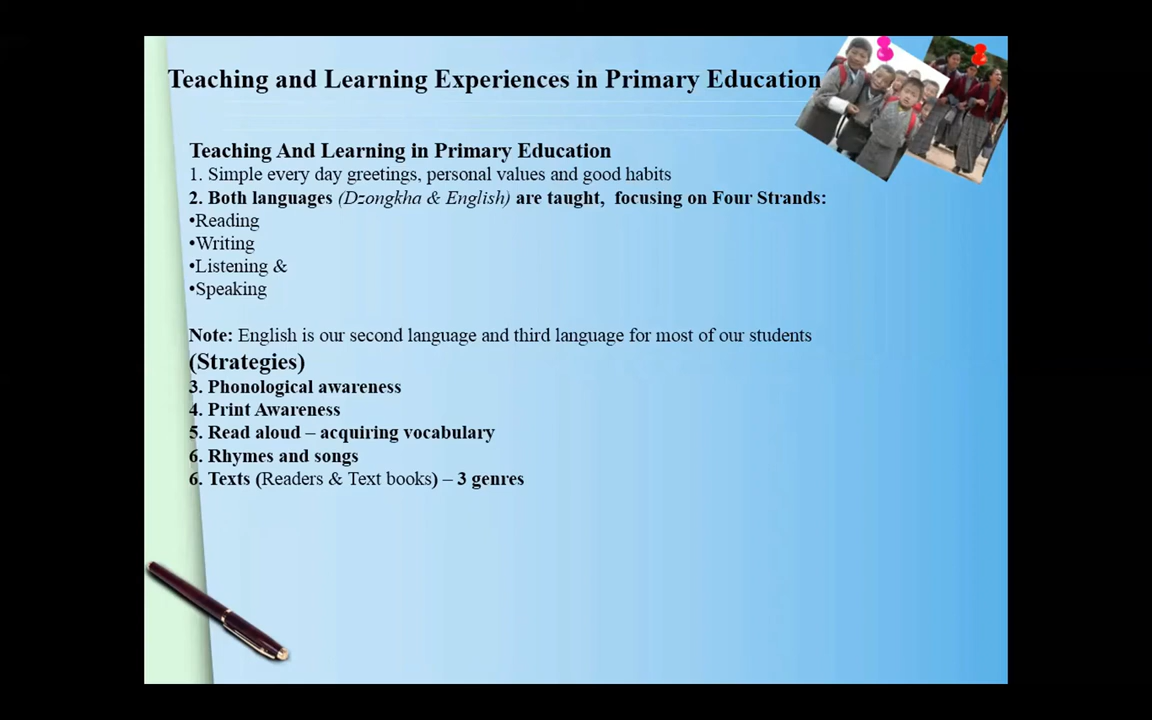 Teaching and Learning Experiences in Primary Education
Teaching And Learning in Primary Education
1. Simple every day greetings, personal values and good habits
2. Both languages (Dzongkha & English) are taught, focusing on Four Strands:
•Reading
•Writing
•Listening &
•Speaking
Note: English is our second language and third language for most of our students
(Strategies)
3. Phonological awareness
4. Print Awareness
5. Read aloud – acquiring vocabulary
6. Rhymes and songs
6. Texts (Readers & Text books) – 3 genres